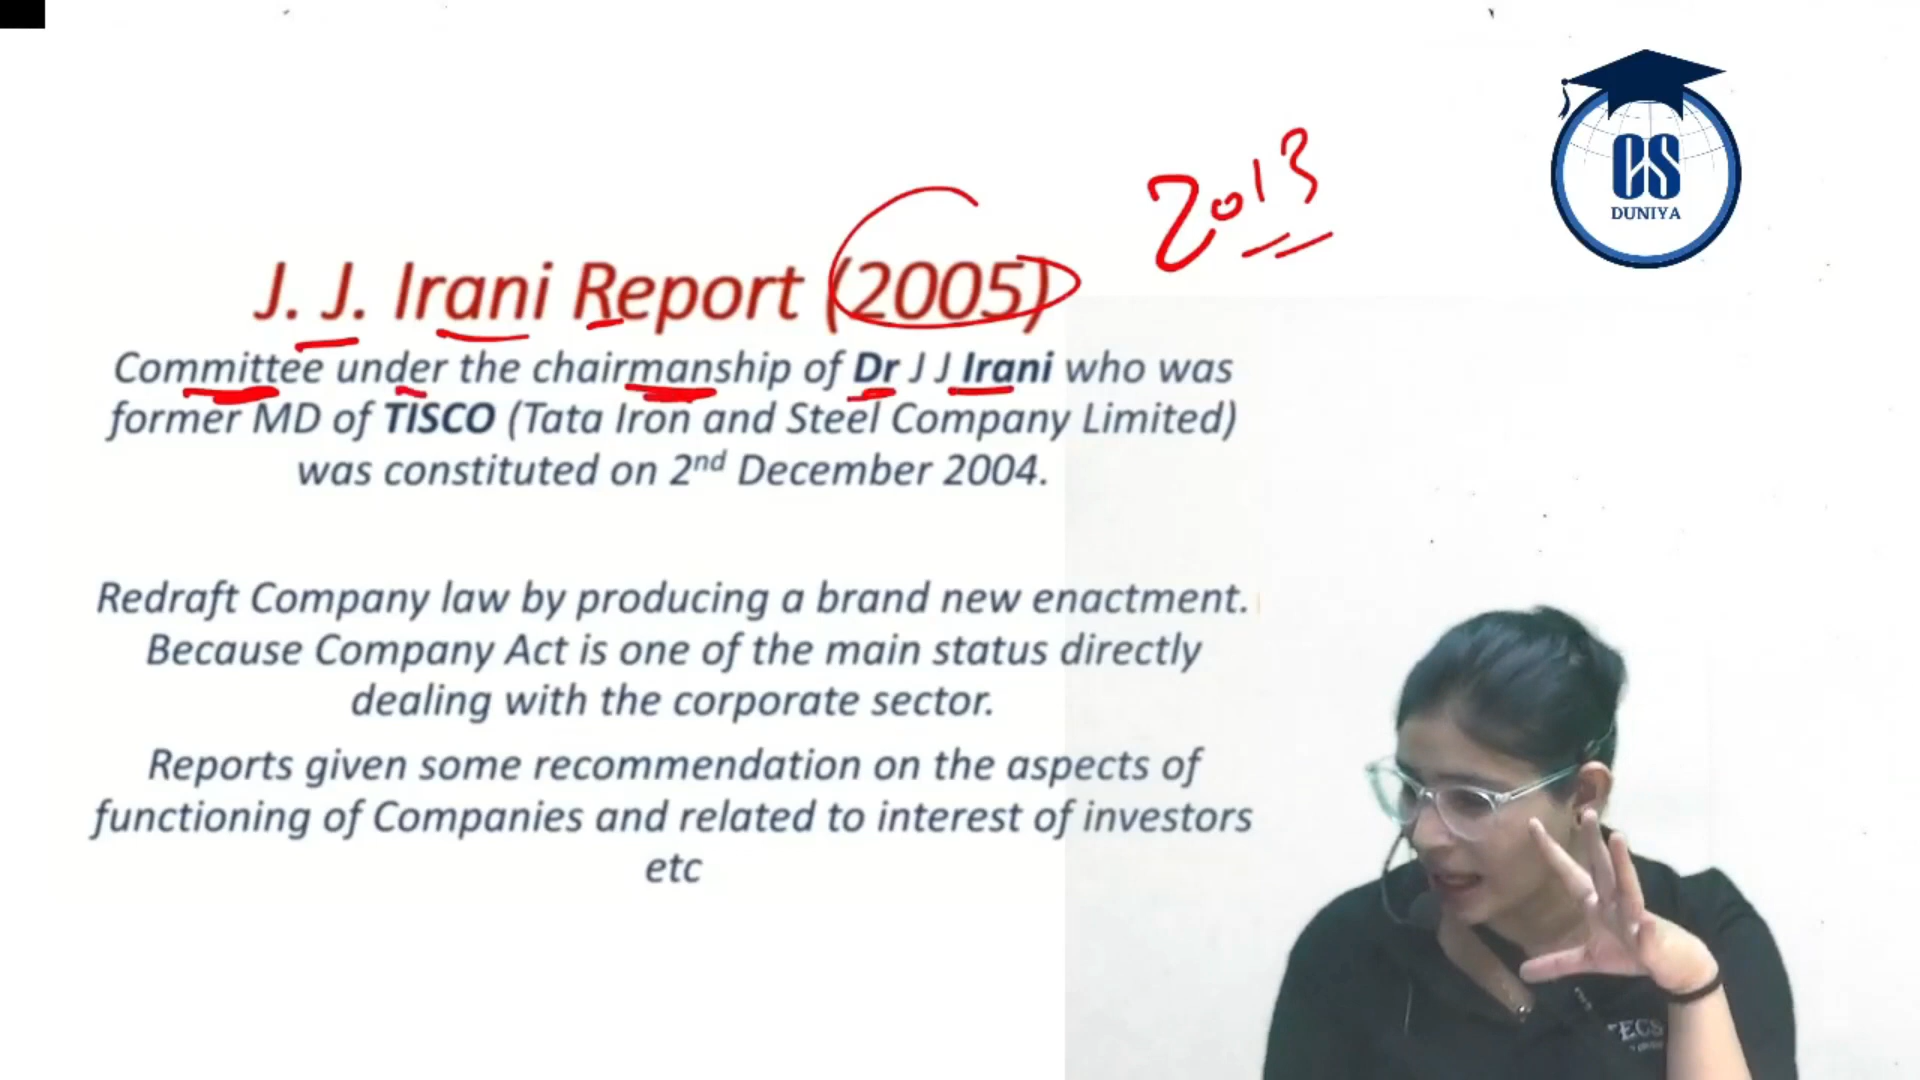 2013
CS
DUNIYA
J. J. Irani Report (2005)
Committee under the chairmanship of Dr J J Irani who was
former MD of TISCO (Tata Iron and Steel Company Limited)
was constituted on 2nd December 2004.
Redraft Company law by producing a brand new enactment.
Because Company Act is one of the main status directly
dealing with the corporate sector.
Reports given some recommendation on the aspects of
functioning of Companies and related to interest of investors
etc